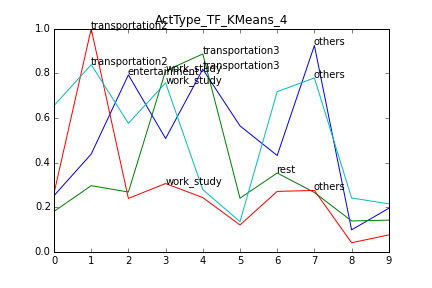 ActType_TF_KMeans_4
1.0
transportation2
others
transportation3
transportation2
transportation3
entertainment
work_study
0.8
others
work_study
0.6
0.4
rest
work_study
others
0.2
0.0
0 1 2 3 4 5 6 7 8 9